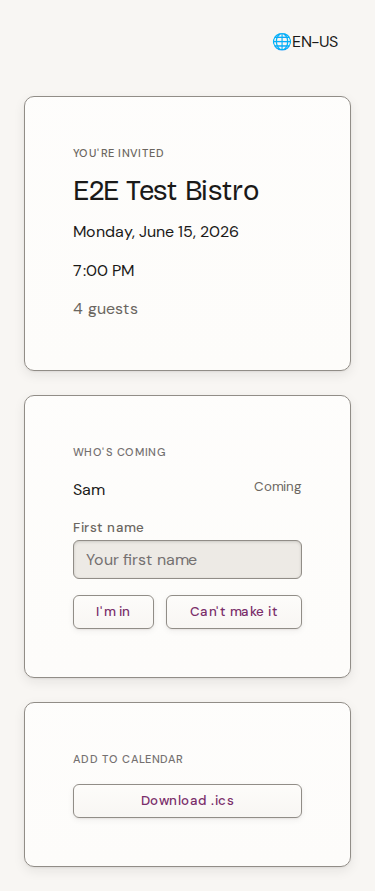 🌐EN-US
YOU'RE INVITED
E2E Test Bistro
Monday, June 15, 2026
7:00 PM
4 guests
WHO'S COMING
Sam Coming
First name
Your first name
I'm in Can't make it
ADD TO CALENDAR
Download .ics